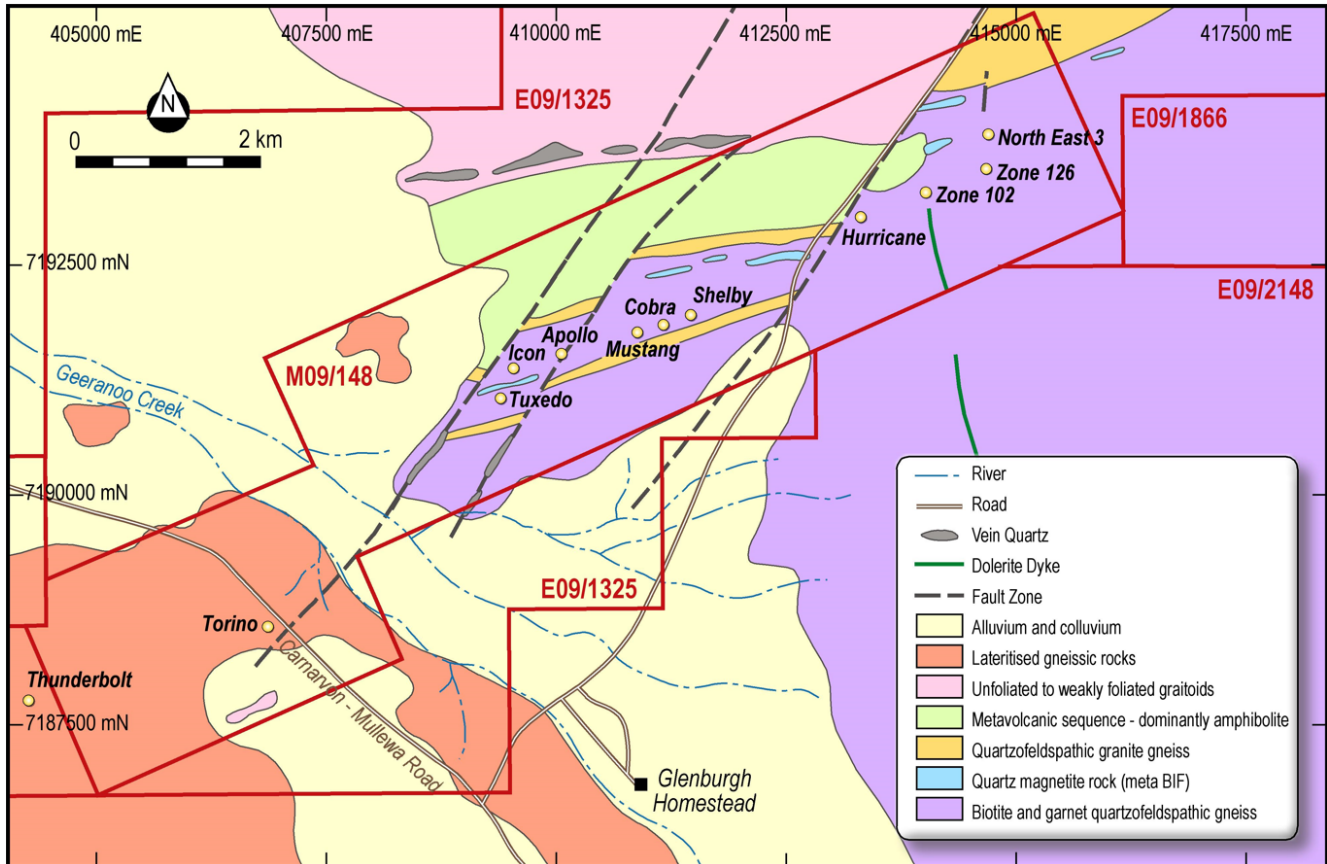 405000 mE
407500 mE
410000 mE
412500 mE
415000 mE
417500 mE
N
0
2 km
E09/1325
E09/1866
North East 3
Zone 126
Zone 102
Hurricane
7192500 mN
E09/2148
Shelby
Cobra
Mustang
Apollo
Icon
Tuxedo
M09/148
Geeranoo Creek
7190000 mN
E09/1325
Torino
Thunderbolt
7187500 mN
Carnarvon - Mullewa Road
Glenburgh
Homestead
River
Road
Vein Quartz
Dolerite Dyke
Fault Zone
Alluvium and colluvium
Lateritised gneissic rocks
Unfoliated to weakly foliated graitoids
Metavolcanic sequence - dominantly amphibolite
Quartzofeldspathic granite gneiss
Quartz magnetite rock (meta BIF)
Biotite and garnet quartzofeldspathic gneiss